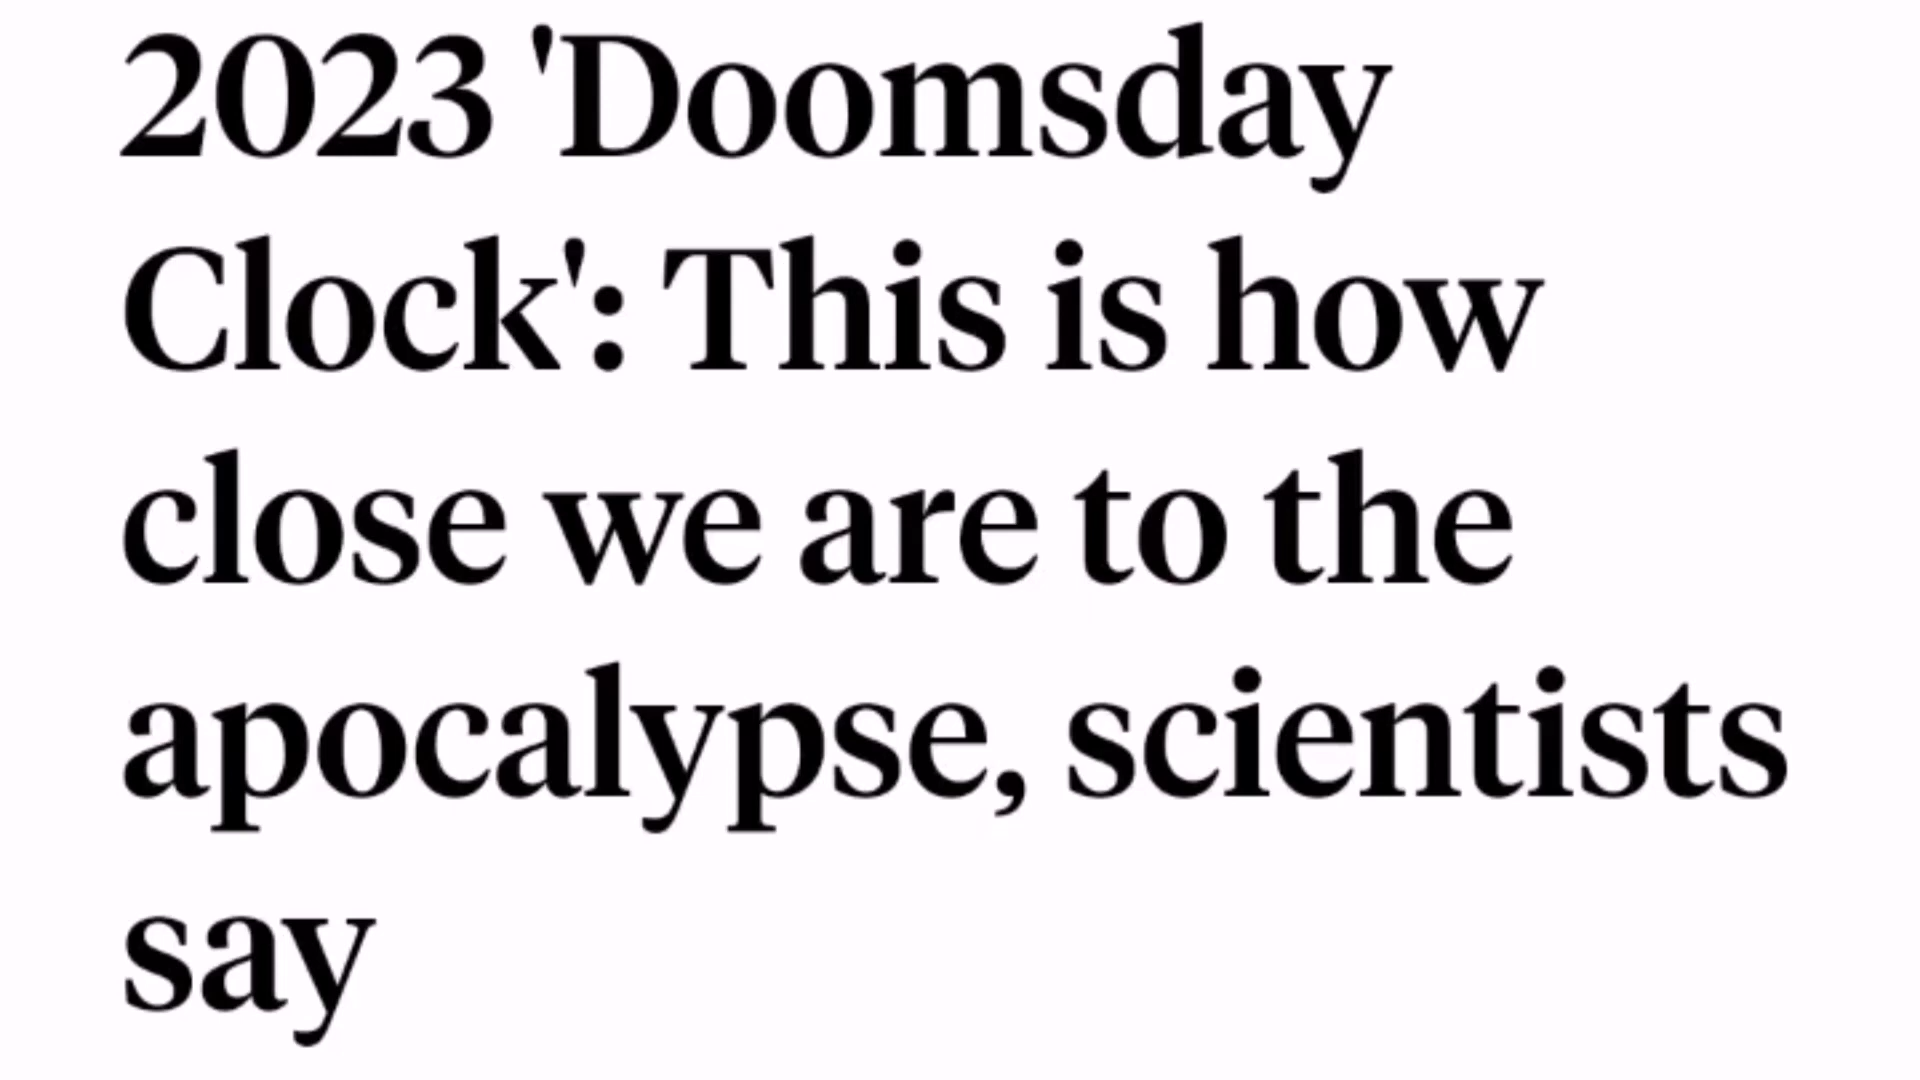 2023 'Doomsday
Clock': This is how
close we are to the
apocalypse, scientists
say